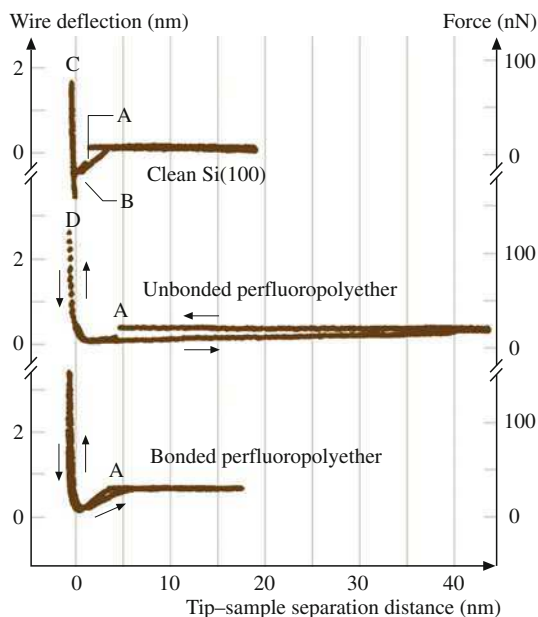 Wire deflection (nm) Force (nN)
C
2 100
A
0 0
Clean Si(100)
B
D
2 100
Unbonded perfluoropolyether
A
0 0
100
Bonded perfluoropolyether
2
A
0 0
0 10 20 30 40
Tip–sample separation distance (nm)